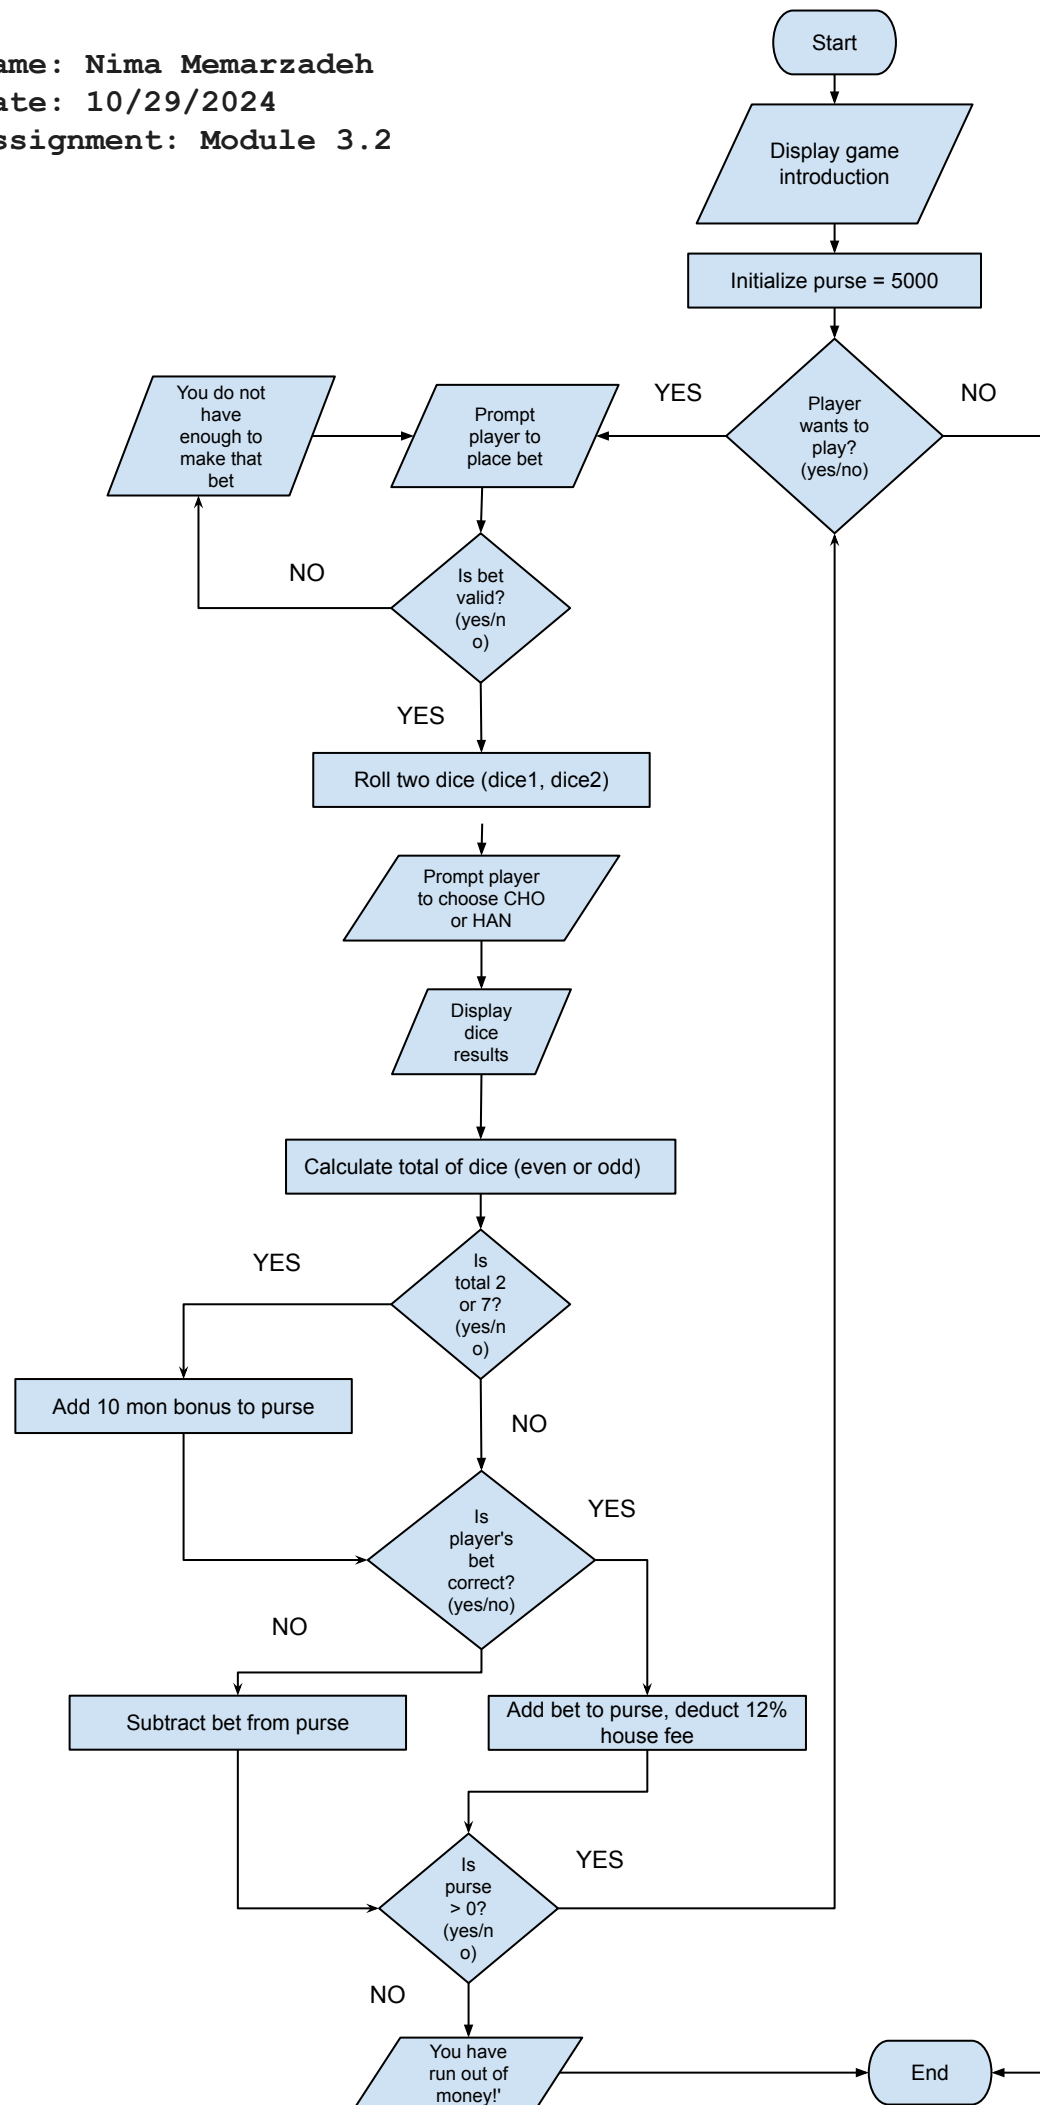 ame: Nima Memarzadeh
ate: 10/29/2024
ssignment: Module 3.2
Start
Display game
introduction
Initialize purse = 5000
Player
wants to
play?
(yes/no)
YES
NO
Prompt
player to
place bet
You do not
have
enough to
make that
bet
Is bet
valid?
(yes/n
o)
NO
YES
Roll two dice (dice1, dice2)
Prompt player
to choose CHO
or HAN
Display
dice
results
Calculate total of dice (even or odd)
Is
total 2
or 7?
(yes/n
o)
YES
Add 10 mon bonus to purse
NO
Is
player's
bet
correct?
(yes/no)
YES
NO
Subtract bet from purse
Add bet to purse, deduct 12%
house fee
Is
purse
> 0?
(yes/n
o)
YES
NO
You have
run out of
money!'
End